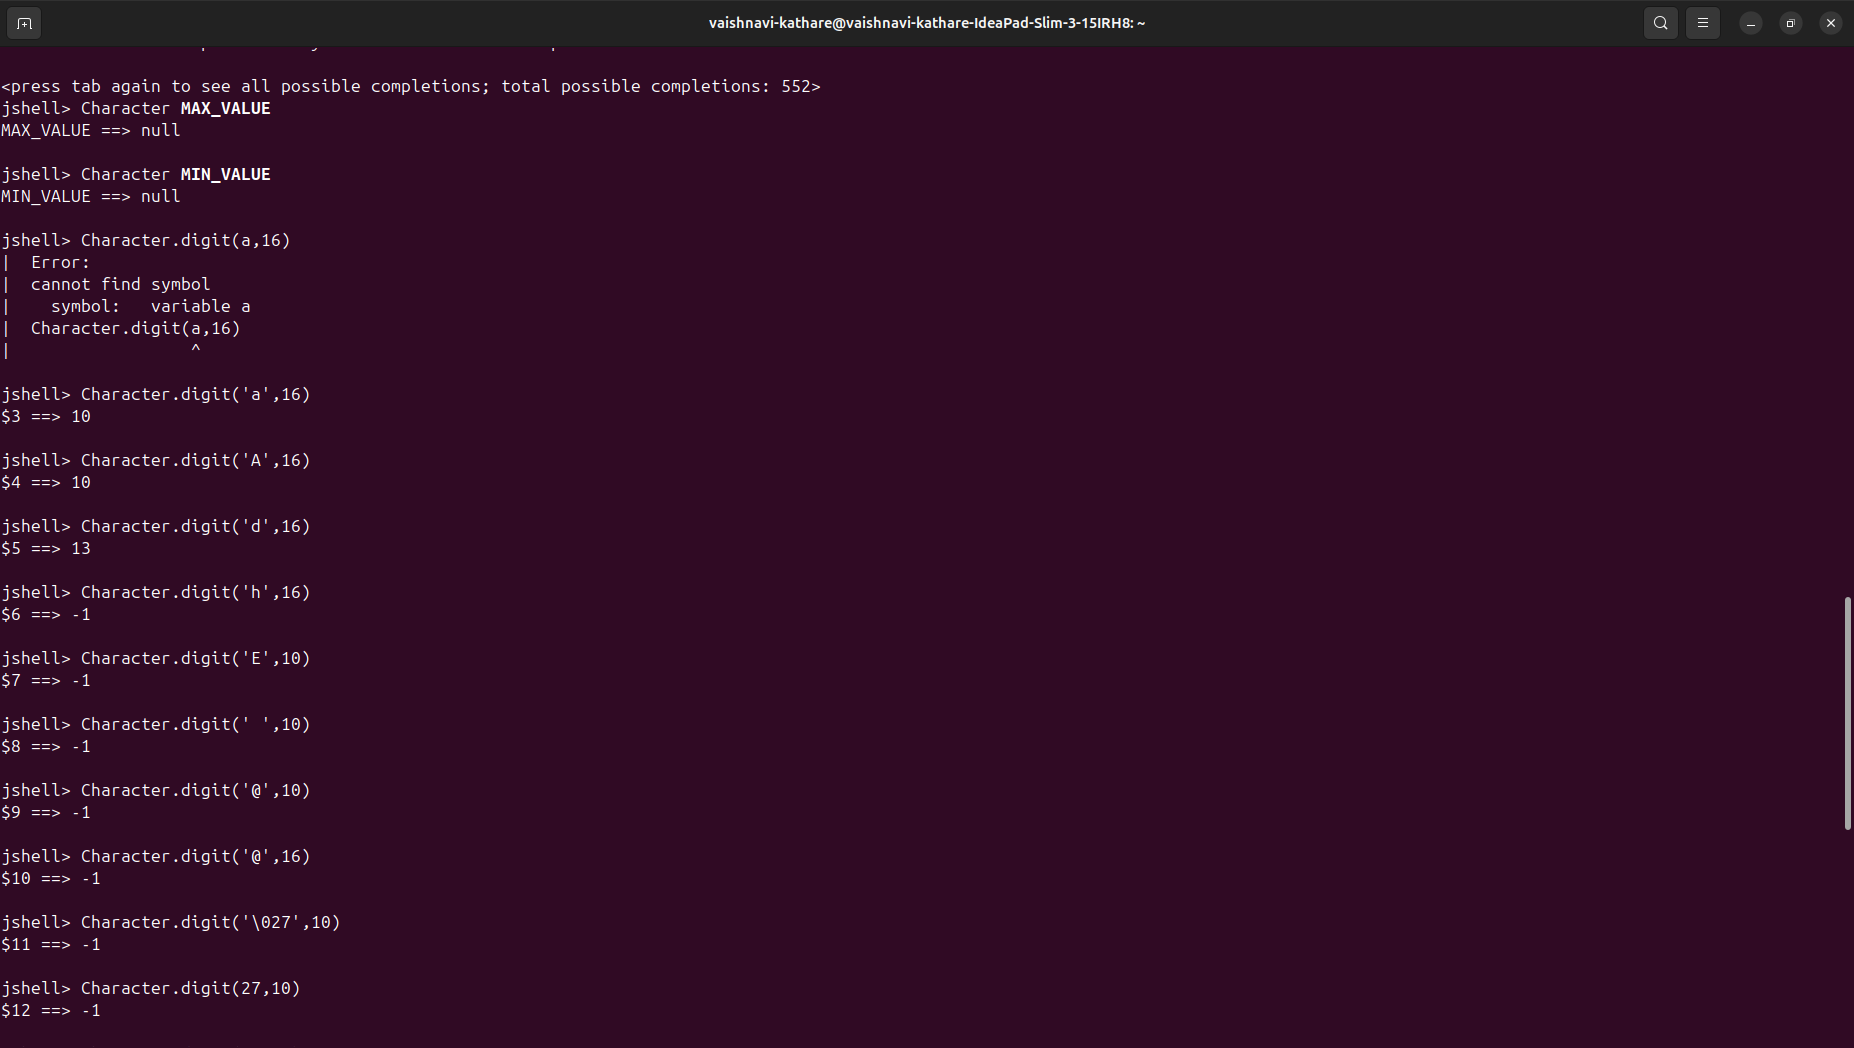 vaishnavi-kathare@vaishnavi-kathare-IdeaPad-Slim-3-15IRH8: ~
<press tab again to see all possible completions; total possible completions: 552>
jshell> Character MAX_VALUE
MAX_VALUE ==> null
jshell> Character MIN_VALUE
MIN_VALUE ==> null
jshell> Character.digit(a,16)
|  Error:
|  cannot find symbol
|    symbol:   variable a
|  Character.digit(a,16)
|                  ^
jshell> Character.digit('a',16)
$3 ==> 10
jshell> Character.digit('A',16)
$4 ==> 10
jshell> Character.digit('d',16)
$5 ==> 13
jshell> Character.digit('h',16)
$6 ==> -1
jshell> Character.digit('E',10)
$7 ==> -1
jshell> Character.digit(' ',10)
$8 ==> -1
jshell> Character.digit('@',10)
$9 ==> -1
jshell> Character.digit('@',16)
$10 ==> -1
jshell> Character.digit('\027',10)
$11 ==> -1
jshell> Character.digit(27,10)
$12 ==> -1